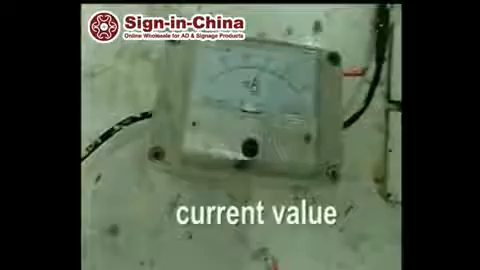 Sign-in-China
Online Wholesale for AD & Signage Products
A
current value